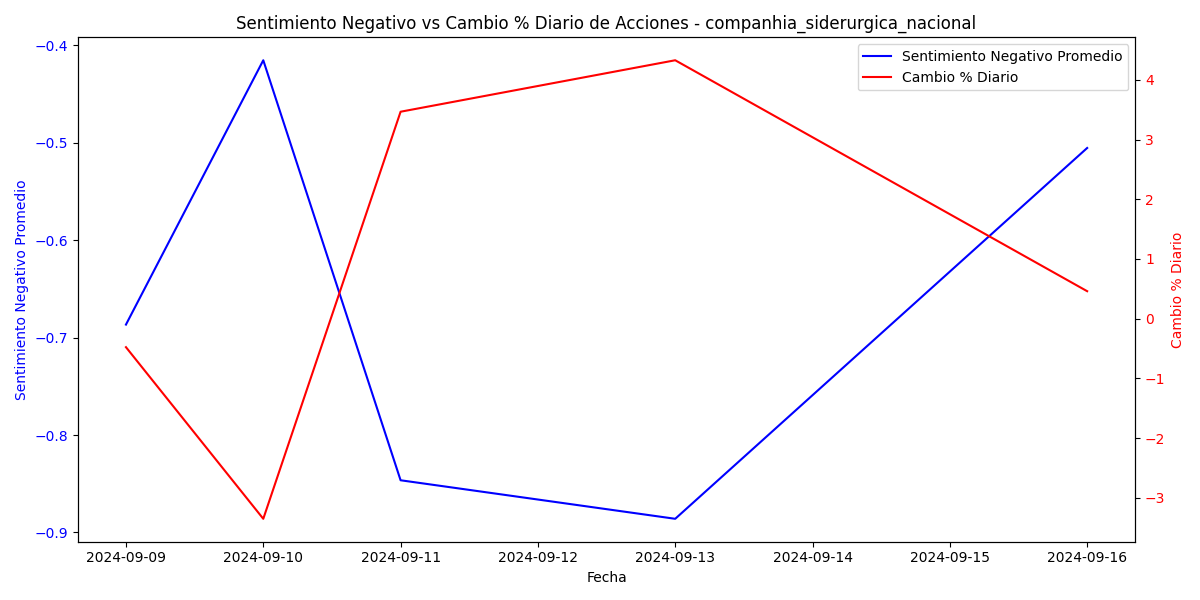 Sentimiento Negativo vs Cambio % Diario de Acciones - companhia_siderurgica_nacional
Sentimiento Negativo Promedio
Cambio % Diario
Sentimiento Negativo Promedio
−0.4
−0.5
−0.6
−0.7
−0.8
−0.9
4
3
2
1
0
−1
−2
−3
Cambio % Diario
2024-09-09 2024-09-10 2024-09-11 2024-09-12 2024-09-13 2024-09-14 2024-09-15 2024-09-16
Fecha